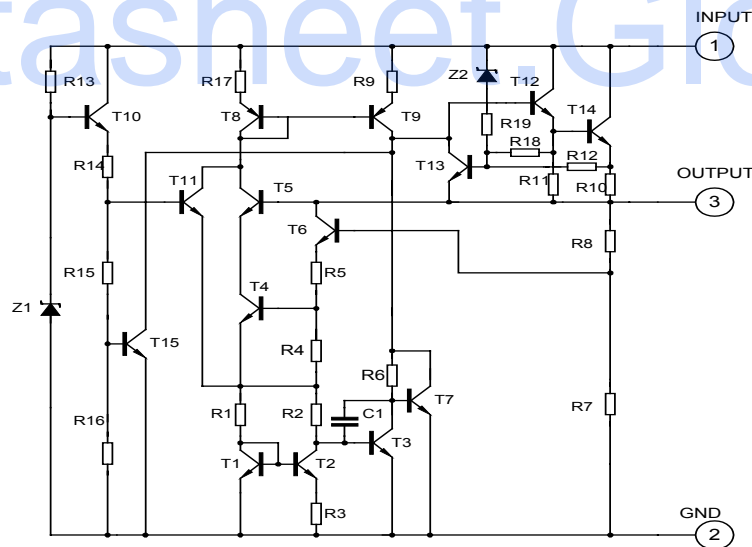 tasheet.Glo
INPUT
1
R13
R17
R9
Z2
T12
T10
T8
T9
T14
R19
R18
R14
T13
R12
T11
R11
R10
OUTPUT
3
T5
T6
R8
R15
R5
T4
Z1
T15
R4
R6
T7
R1
R2
C1
R7
R16
T3
T1
T2
R3
GND
2